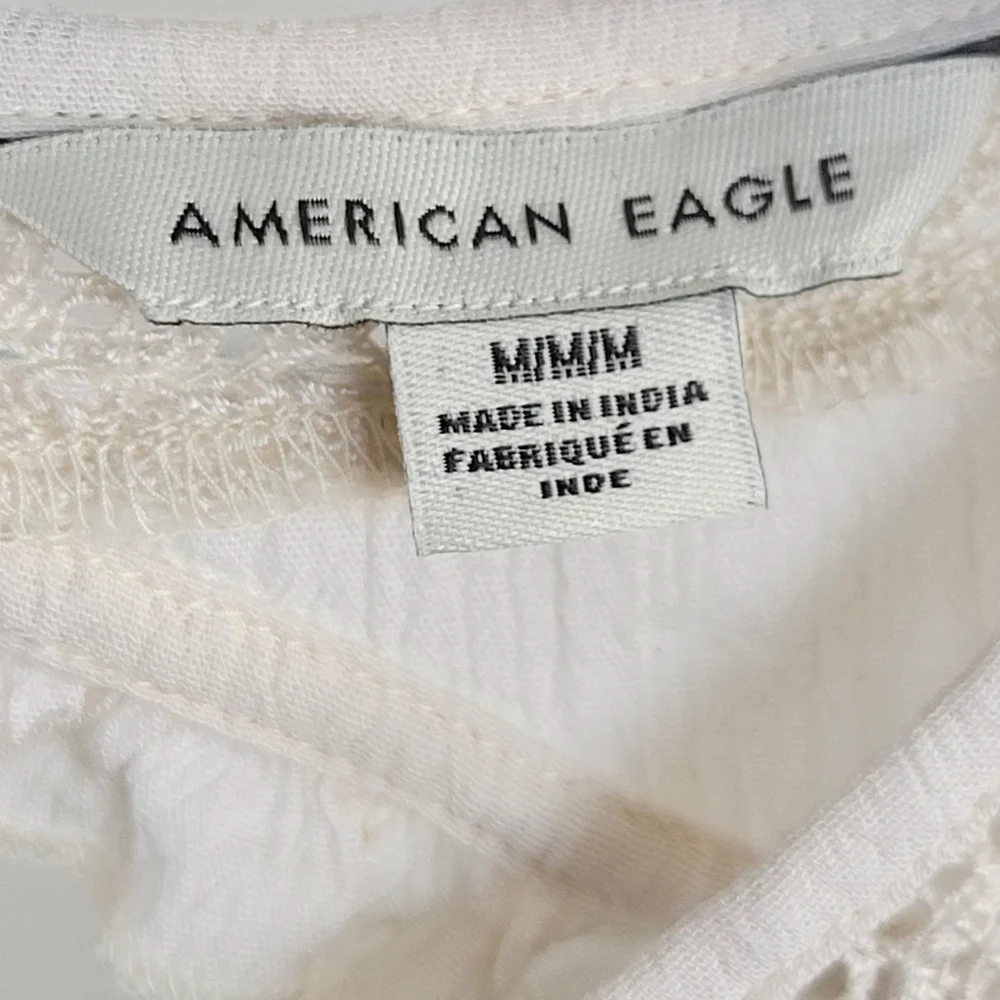 AMERICAN EAGLE
M/M/M
MADE IN INDIA
FABRIQUÉ EN
INDE